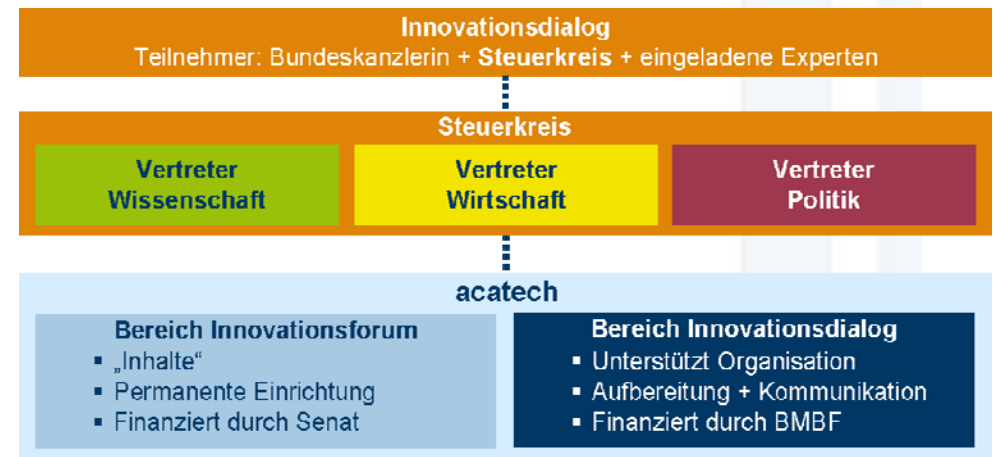 Innovationsdialog
Teilnehmer: Bundeskanzlerin + Steuerkreis + eingeladene Experten
Steuerkreis
Vertreter
Wissenschaft
Vertreter
Wirtschaft
Vertreter
Politik
acatech
Bereich Innovationsforum
▪ „Inhalte“
▪ Permanente Einrichtung
▪ Finanziert durch Senat
Bereich Innovationsdialog
▪ Unterstützt Organisation
▪ Aufbereitung + Kommunikation
▪ Finanziert durch BMBF